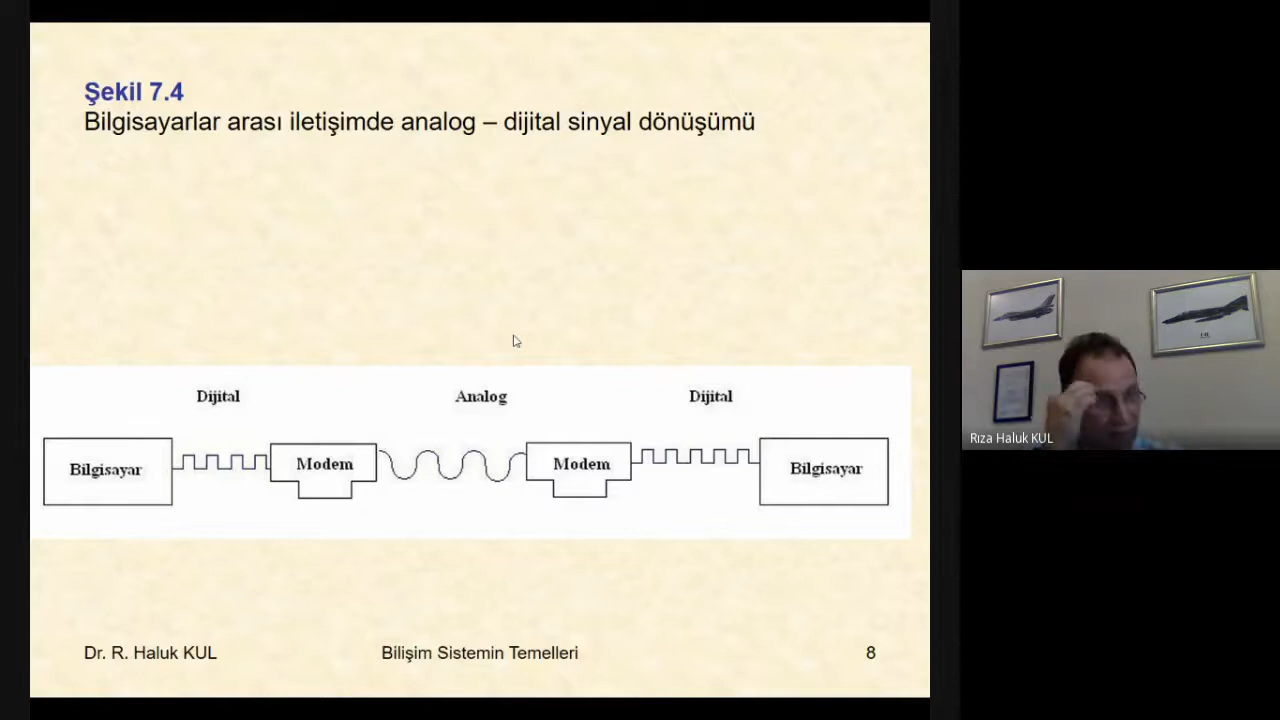 Şekil 7.4
Bilgisayarlar arası iletişimde analog – dijital sinyal dönüşümü
Dijital Analog Dijital
Bilgisayar Modem Modem Bilgisayar
Dr. R. Haluk KUL Bilişim Sistemin Temelleri 8
Rıza Haluk KUL